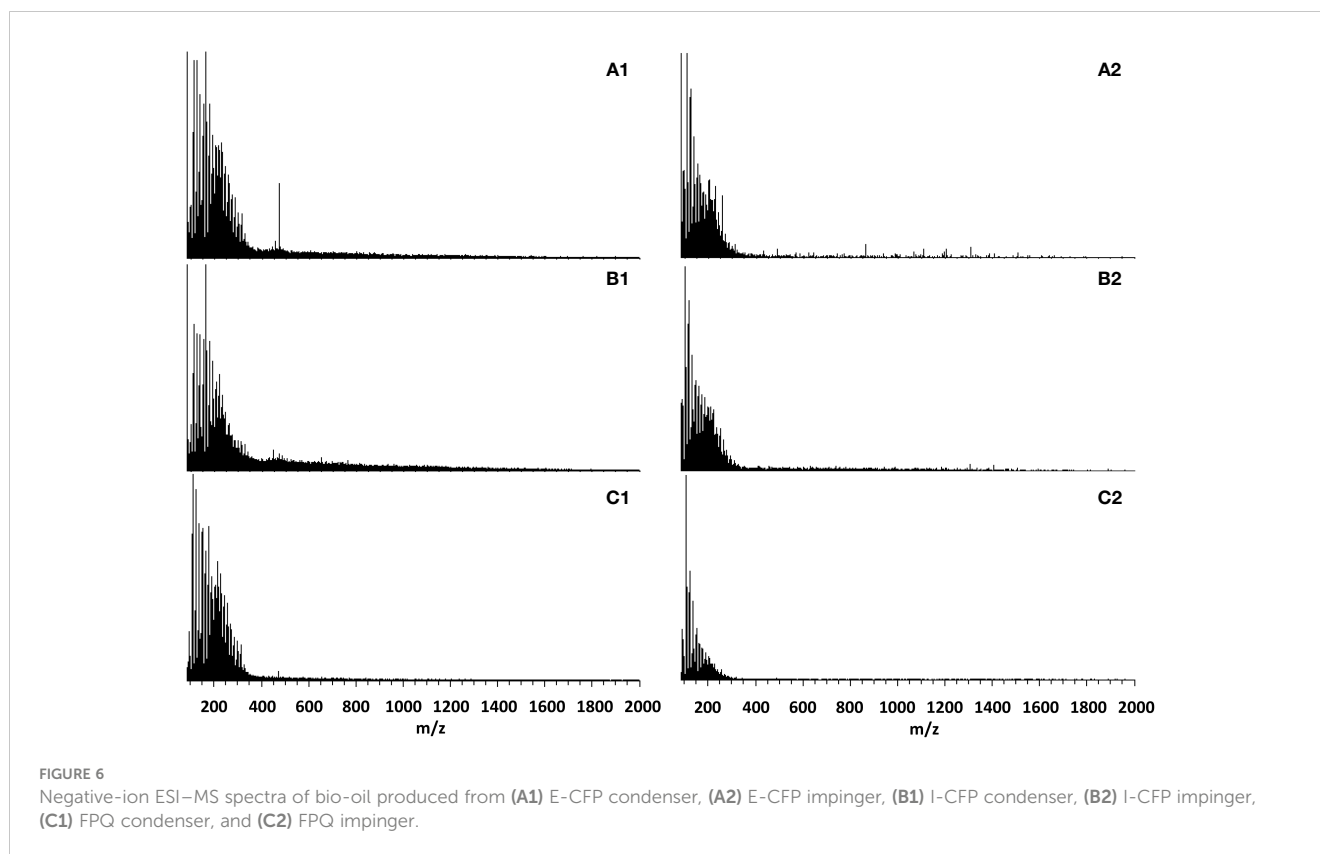 A1
A2
B1
B2
C1
C2
200 400 600 800 1000 1200 1400 1600 1800 2000
200 400 600 800 1000 1200 1400 1600 1800 2000
m/z
m/z
FIGURE 6
Negative-ion ESI–MS spectra of bio-oil produced from (A1) E-CFP condenser, (A2) E-CFP impinger, (B1) I-CFP condenser, (B2) I-CFP impinger,
(C1) FPQ condenser, and (C2) FPQ impinger.